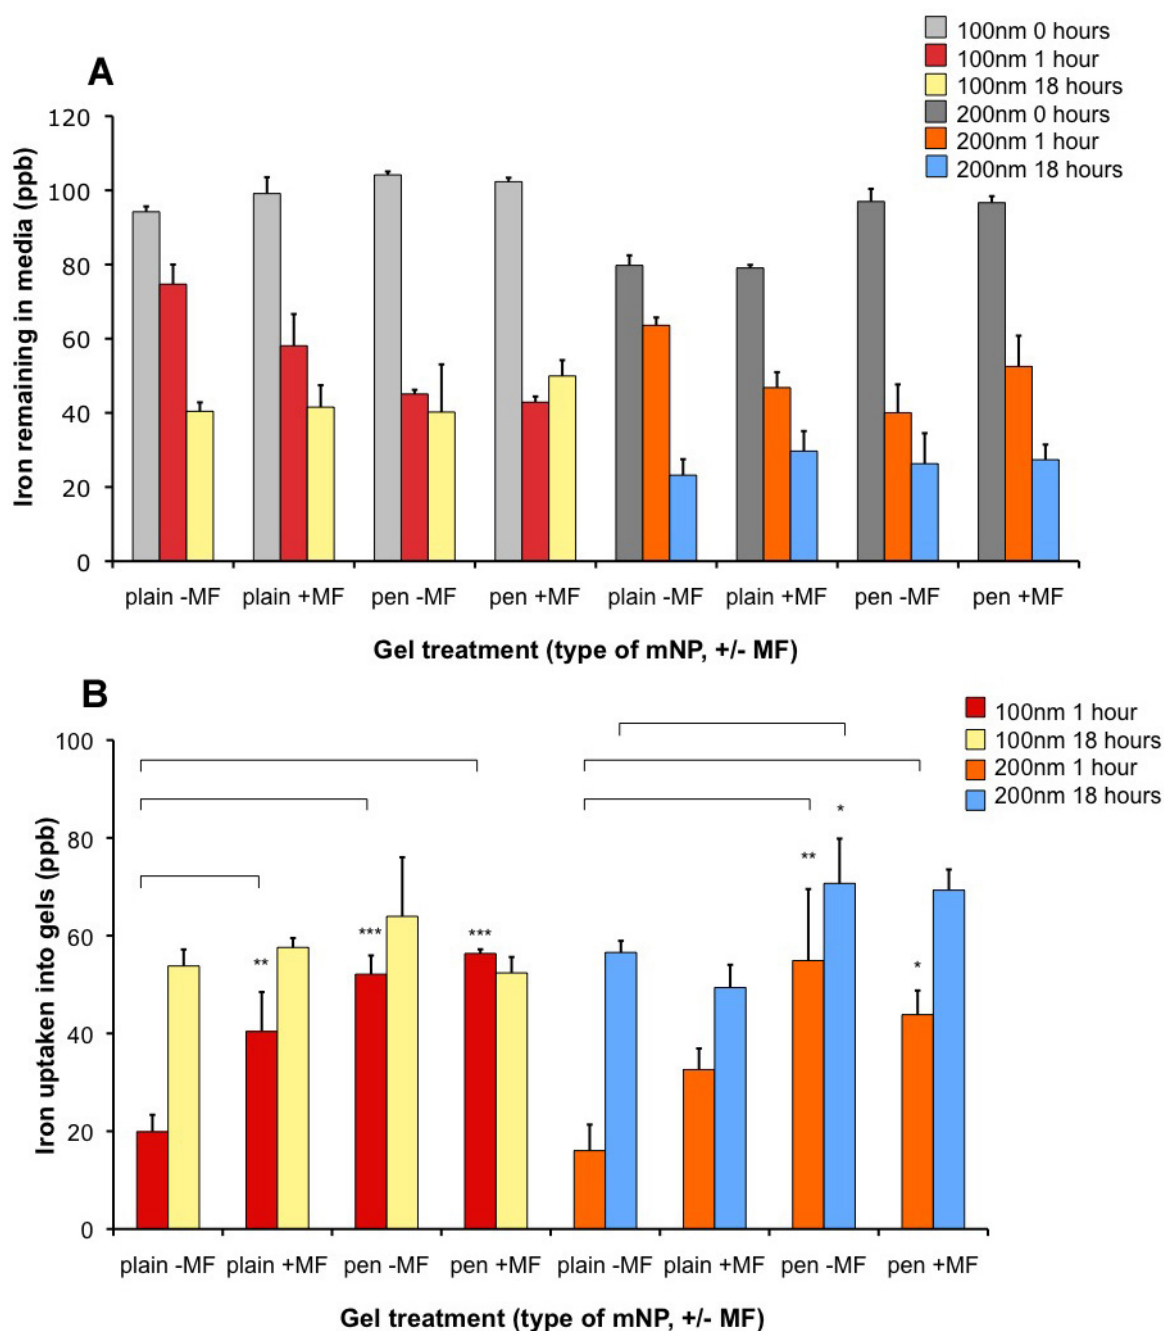 A
100nm 0 hours
100nm 1 hour
100nm 18 hours
200nm 0 hours
200nm 1 hour
200nm 18 hours
Iron remaining in media (ppb)
120
100
80
60
40
20
0
plain -MF plain +MF pen -MF pen +MF plain -MF plain +MF pen -MF pen +MF
Gel treatment (type of mNP, +/- MF)
B
100nm 1 hour
100nm 18 hours
200nm 1 hour
200nm 18 hours
Iron uptaken into gels (ppb)
100
80
60
40
20
0
** *** *** ** * *
plain -MF plain +MF pen -MF pen +MF plain -MF plain +MF pen -MF pen +MF
Gel treatment (type of mNP, +/- MF)